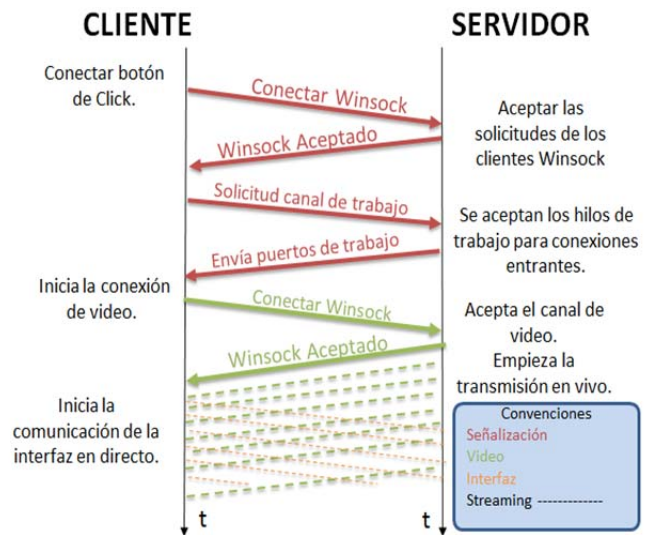 CLIENTE
SERVIDOR
Conectar botón
de Click.
Conectar Winsock
Aceptar las
solicitudes de los
clientes Winsock
Winsock Aceptado
Solicitud canal de trabajo
Se aceptan los hilos de
trabajo para conexiones
entrantes.
Envía puertos de trabajo
Inicia la conexión
de video.
Conectar Winsock
Acepta el canal de
video.
Empieza la
transmisión en vivo.
Winsock Aceptado
Inicia la
comunicación de la
interfaz en directo.
Convenciones
Señalización
Video
Interfaz
Streaming -------------
t
t